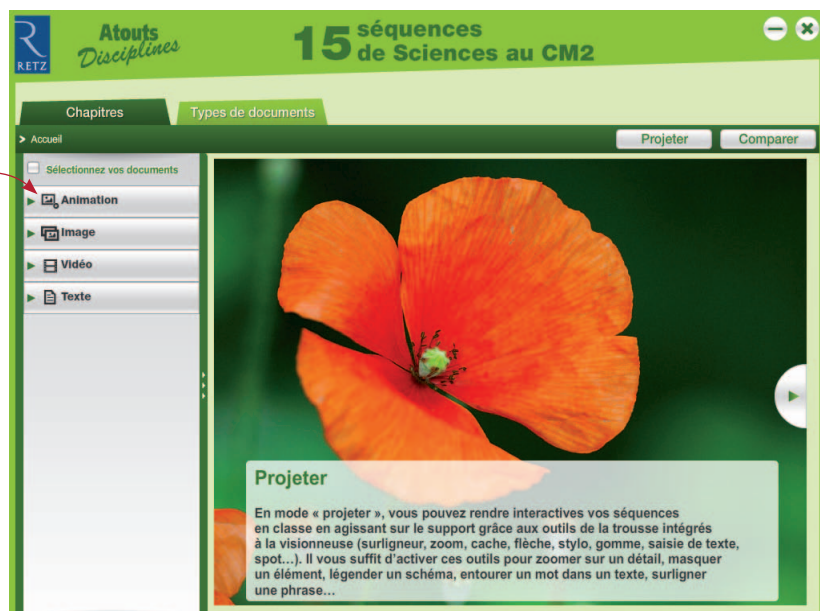 RETZ
Atouts
Disciplines
15 séquences
de Sciences au CM2
Chapitres
Types de documents
> Accueil
Projeter
Comparer
Sélectionnez vos documents
Animation
Image
Vidéo
Texte
Projeter
En mode « projeter », vous pouvez rendre interactives vos séquences
en classe en agissant sur le support grâce aux outils de la trousse intégrés
à la visionneuse (surligneur, zoom, cache, flèche, stylo, gomme, saisie de texte,
spot…). Il vous suffit d’activer ces outils pour zoomer sur un détail, masquer
un élément, légender un schéma, entourer un mot dans un texte, surligner
une phrase…